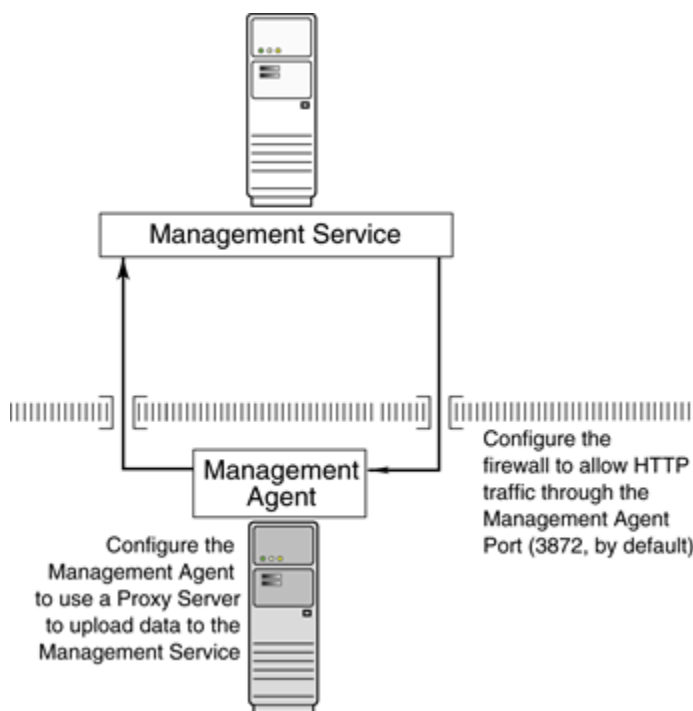 Management Service
Configure the
firewall to allow HTTP
traffic through the
Management Agent
Port (3872, by default)
Management
Agent
Configure the
Management Agent
to use a Proxy Server
to upload data to the
Management Service